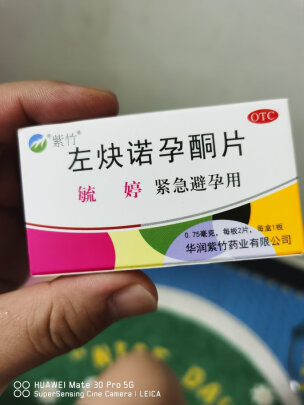 紫竹®
OTC
左炔诺孕酮片
毓婷 紧急避孕用
0.75毫克，每板2片，每盒1板
华润紫竹药业有限公司
HUAWEI Mate 30 Pro 5G
SuperSensing Cine Camera | LEICA